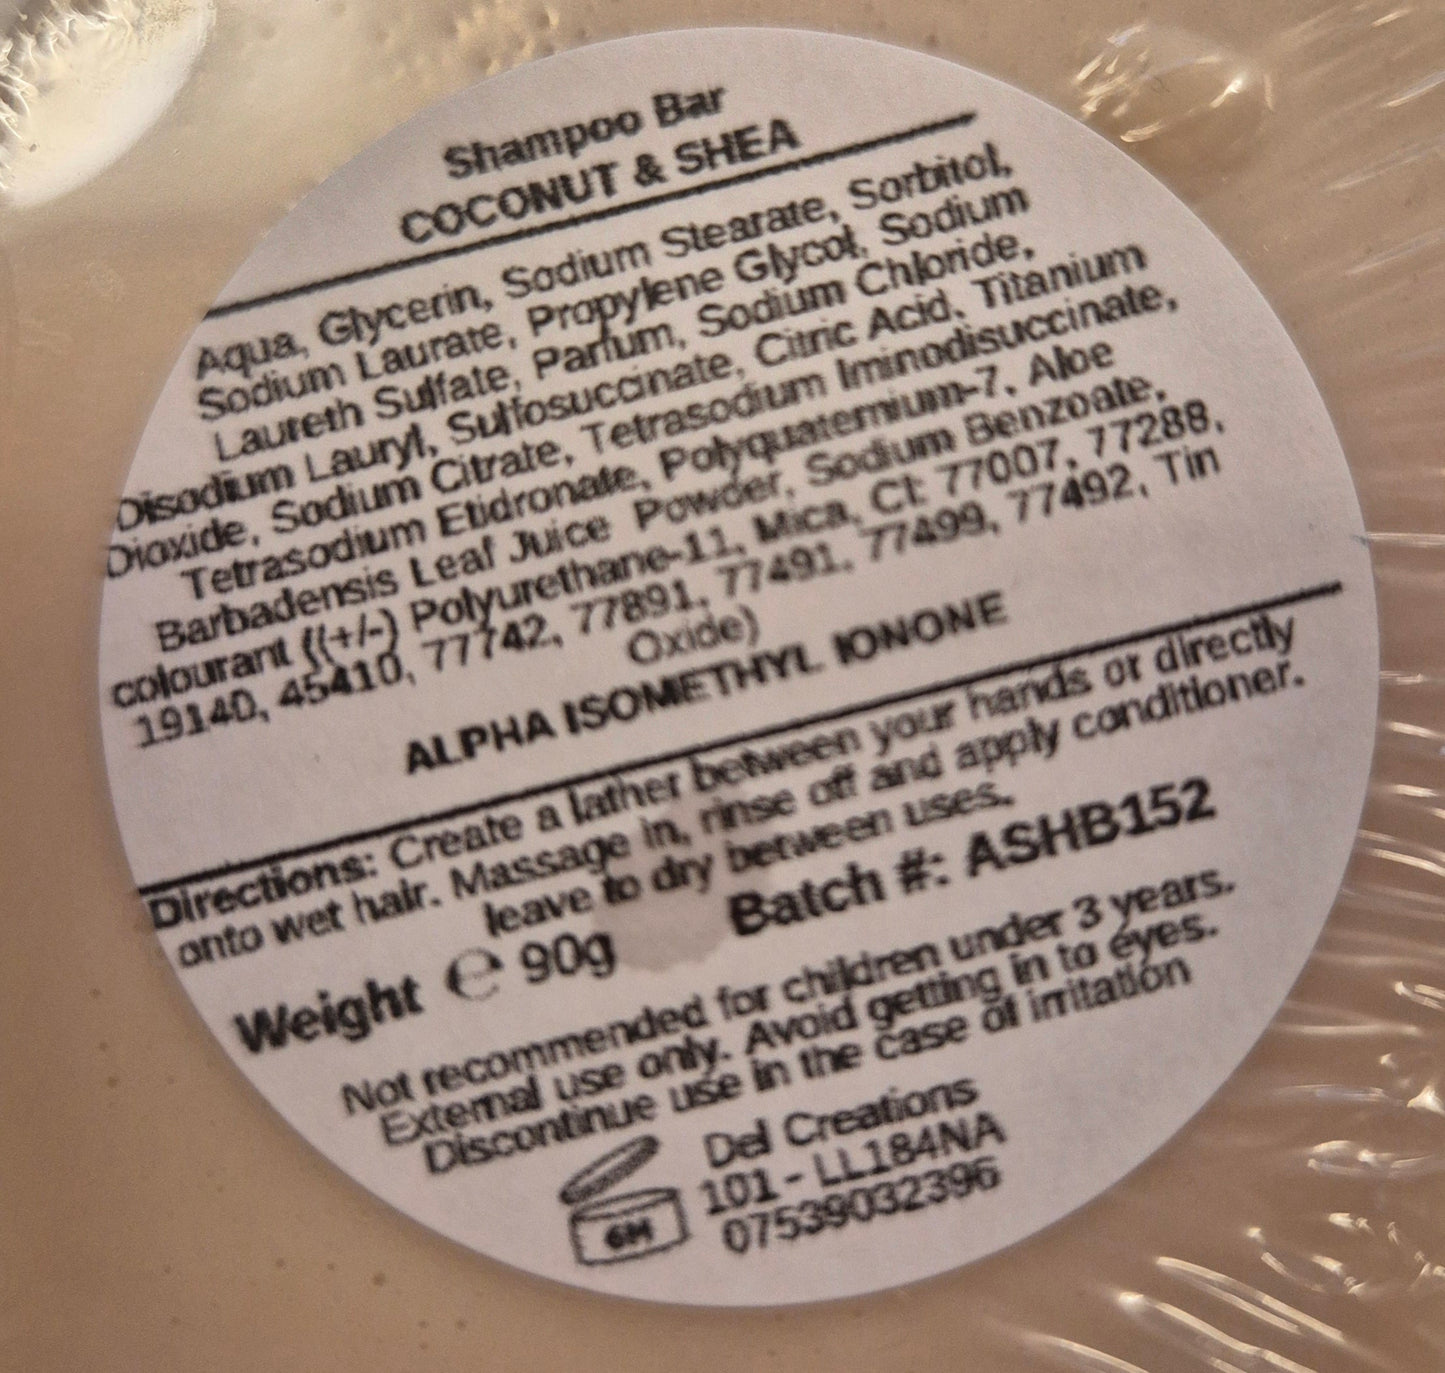 Shampoo Bar
COCONUT & SHEA
Aqua, Glycerin, Sodium Stearate, Sorbitol,
Sodium Laurate, Propylene Glycol, Sodium
Laureth Sulfate, Parfum, Sodium Chloride,
Disodium Lauryl, Sulfosuccinate, Citric Acid, Titanium
Dioxide, Sodium Citrate, Tetrasodium Iminodisuccinate,
Tetrasodium Etidronate, Polyquaternium-7, Aloe
Barbadensis Leaf Juice Powder, Sodium Benzoate,
colourant ((+/-) Polyurethane-11, Mica, CI: 77007, 77288,
19140, 45410, 77742, 77891, 77491, 77499, 77492, Tin
Oxide)
ALPHA ISOMETHYL IONONE
Directions: Create a lather between your hands or directly
onto wet hair. Massage in, rinse off and apply conditioner.
leave to dry between uses.
Weight ℮ 90g
Batch #: ASHB152
Not recommended for children under 3 years.
External use only. Avoid getting in to eyes.
Discontinue use in the case of irritation
Del Creations
101 - LL184NA
07539032396
6M